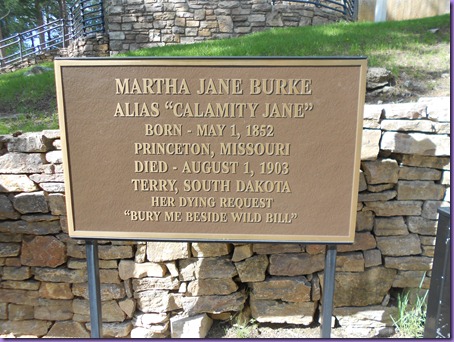 MARTHA JANE BURKE
ALIAS “CALAMITY JANE”
BORN - MAY 1, 1852
PRINCETON, MISSOURI
DIED - AUGUST 1, 1903
TERRY, SOUTH DAKOTA
HER DYING REQUEST
“BURY ME BESIDE WILD BILL”